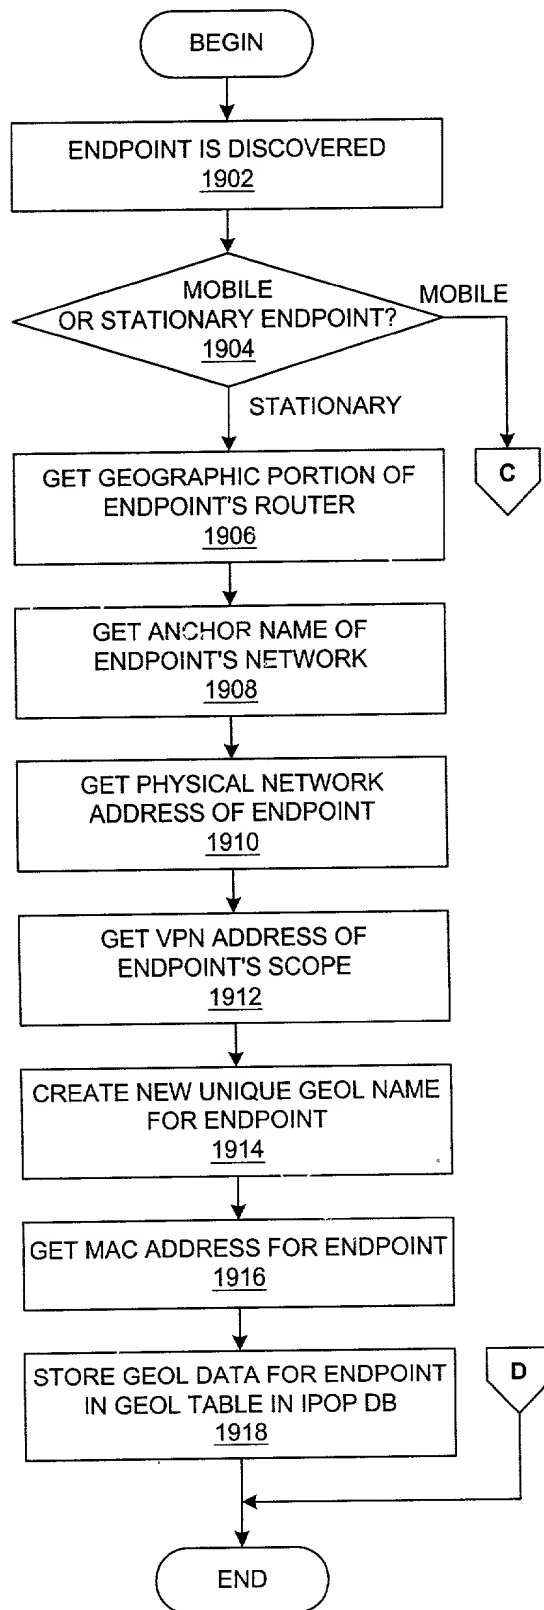 BEGIN
ENDPOINT IS DISCOVERED
1902
MOBILE
OR STATIONARY ENDPOINT?
1904
MOBILE
STATIONARY
C
GET GEOGRAPHIC PORTION OF
ENDPOINT'S ROUTER
1906
GET ANCHOR NAME OF
ENDPOINT'S NETWORK
1908
GET PHYSICAL NETWORK
ADDRESS OF ENDPOINT
1910
GET VPN ADDRESS OF
ENDPOINT'S SCOPE
1912
CREATE NEW UNIQUE GEOL NAME
FOR ENDPOINT
1914
GET MAC ADDRESS FOR ENDPOINT
1916
STORE GEOL DATA FOR ENDPOINT
IN GEOL TABLE IN IPOP DB
1918
D
END